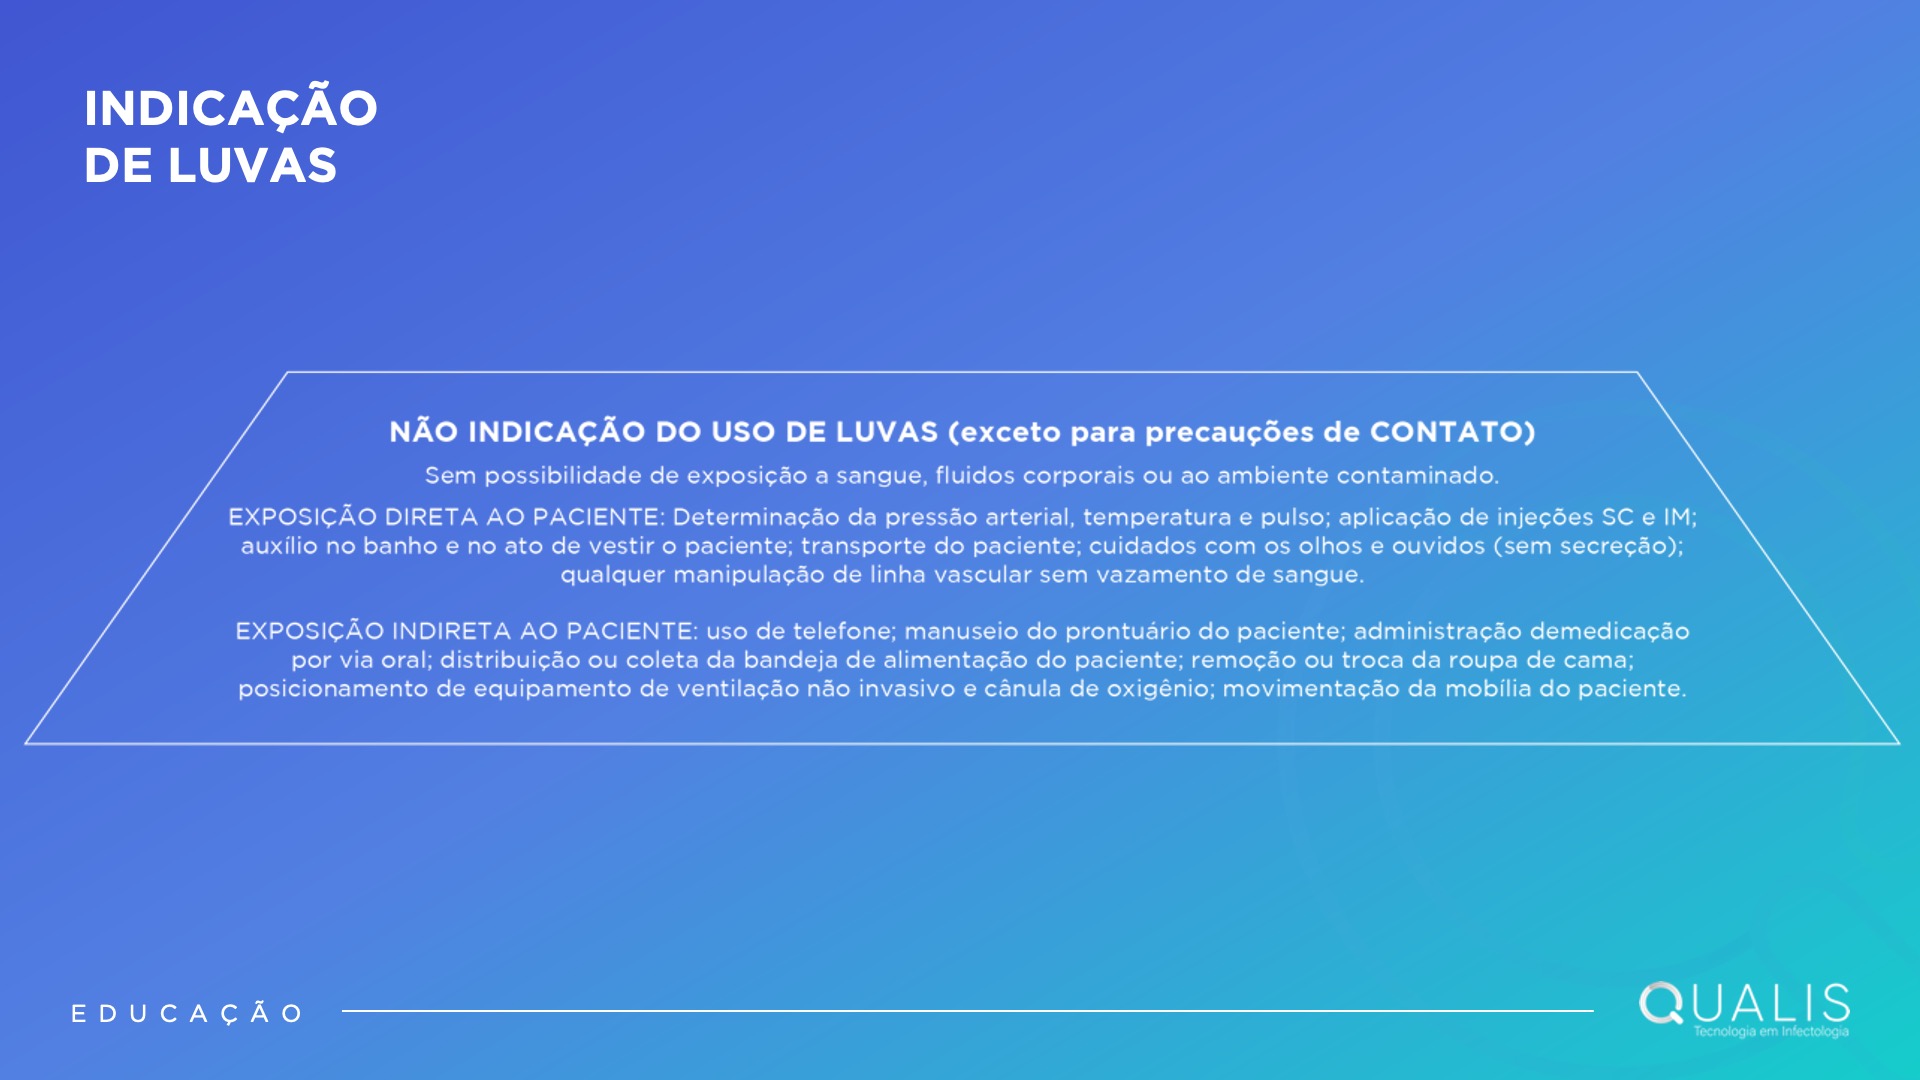 INDICAÇÃO
DE LUVAS
NÃO INDICAÇÃO DO USO DE LUVAS (exceto para precauções de CONTATO)
Sem possibilidade de exposição a sangue, fluidos corporais ou ao ambiente contaminado.
EXPOSIÇÃO DIRETA AO PACIENTE: Determinação da pressão arterial, temperatura e pulso; aplicação de injeções SC e IM;
auxílio no banho e no ato de vestir o paciente; transporte do paciente; cuidados com os olhos e ouvidos (sem secreção);
qualquer manipulação de linha vascular sem vazamento de sangue.
EXPOSIÇÃO INDIRETA AO PACIENTE: uso de telefone; manuseio do prontuário do paciente; administração demedicação
por via oral; distribuição ou coleta da bandeja de alimentação do paciente; remoção ou troca da roupa de cama;
posicionamento de equipamento de ventilação não invasivo e cânula de oxigênio; movimentação da mobília do paciente.
EDUCAÇÃO
QUALIS
Tecnologia em Infectologia